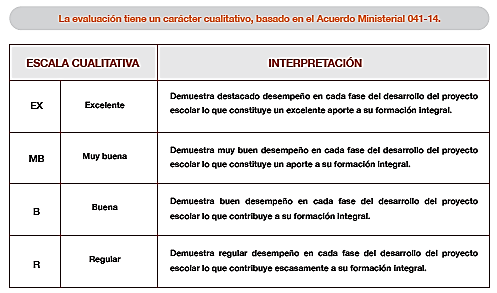 La evaluación tiene un carácter cualitativo, basado en el Acuerdo Ministerial 041-14.
ESCALA CUALITATIVA INTERPRETACIÓN
EX Excelente Demuestra destacado desempeño en cada fase del desarrollo del proyecto
escolar lo que constituye un excelente aporte a su formación integral.
MB Muy buena Demuestra muy buen desempeño en cada fase del desarrollo del proyecto
escolar lo que constituye un aporte a su formación integral.
B Buena Demuestra buen desempeño en cada fase del desarrollo del proyecto
escolar lo que contribuye a su formación integral.
R Regular Demuestra regular desempeño en cada fase del desarrollo del proyecto
escolar lo que contribuye escasamente a su formación integral.